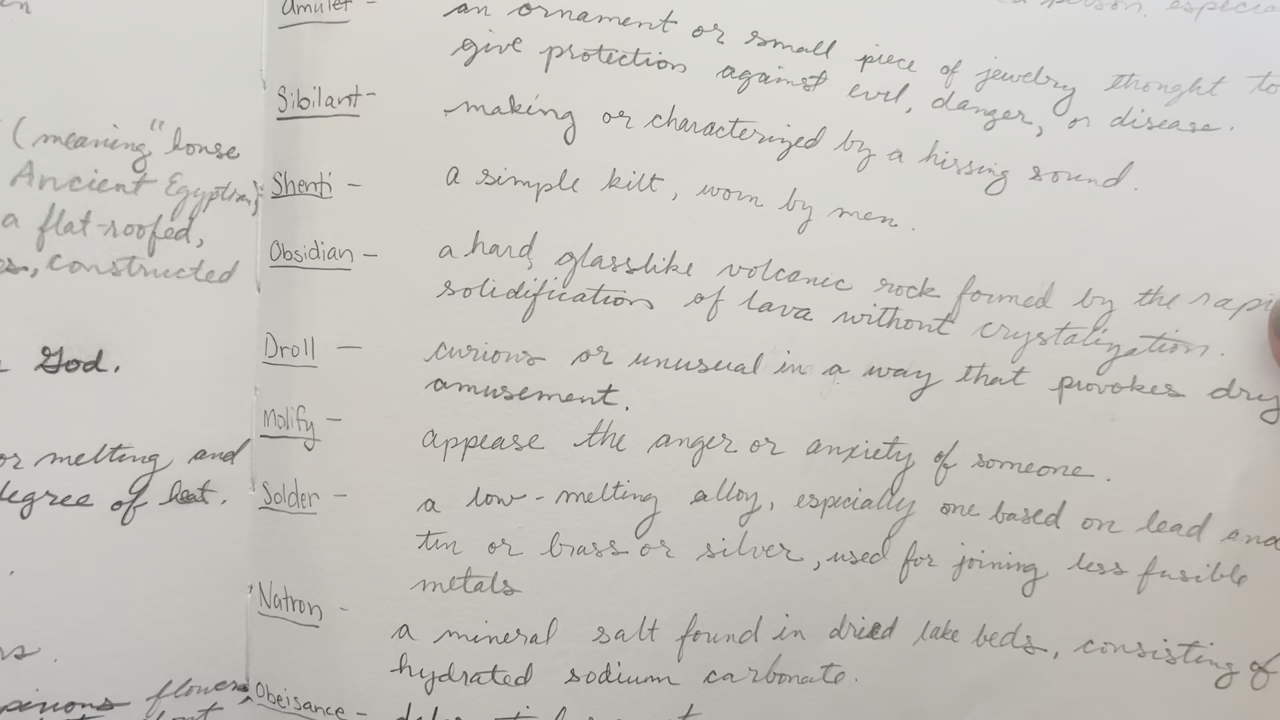 Amulet - an ornament or small piece of jewelry thought to
give protection against evil, danger, or disease.
Sibilant - making or characterized by a hissing sound.
Shenti - a simple kilt, worn by men.
Obsidian - a hard, glasslike volcanic rock formed by the
solidification of lava without crystalization.
Droll - curious or unusual in a way that provokes dry
amusement.
Molify - appease the anger or anxiety of someone.
Solder - a low-melting alloy, especially one based on lead and
tin or brass or silver, used for joining less fusible
metals
Natron - a mineral salt found in dried lake beds, consisting of
hydrated sodium carbonate.
Obeisance -
(meaning "house
Ancient Egyptian)
a flat-roofed,
constructed
God.
or melting and
degree of heat.
flowers